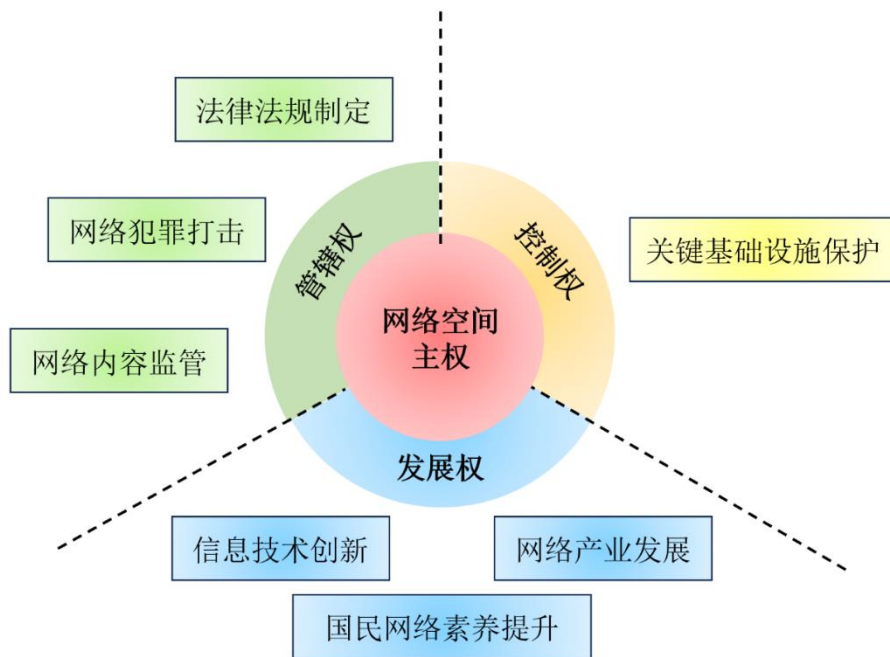 法律法规制定
网络犯罪打击
网络内容监管
管辖权
控制权
关键基础设施保护
网络空间
主权
发展权
信息技术创新
网络产业发展
国民网络素养提升